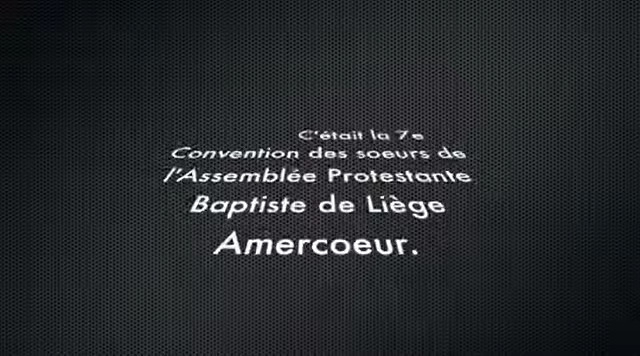 C'était la 7e
Convention des soeurs de
l'Assemblée Protestante
Baptiste de Liège
Amercoeur.